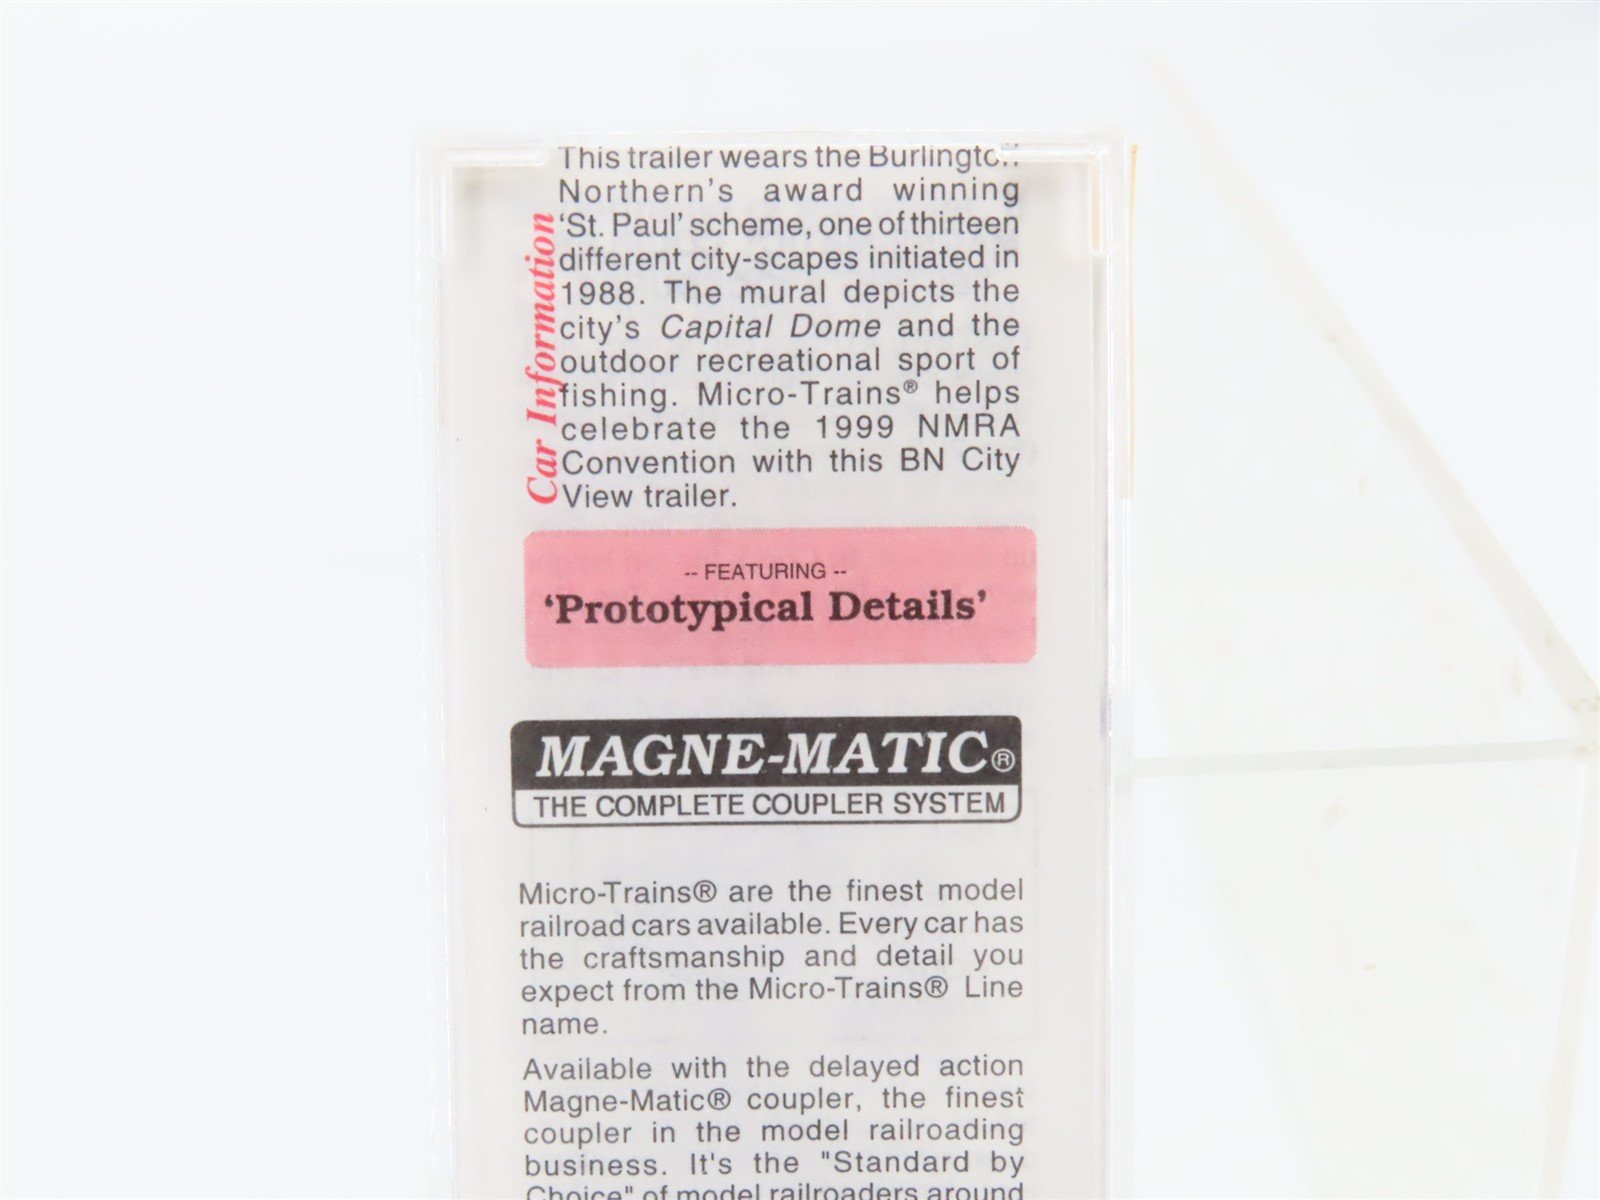 This trailer wears the Burlington
Northern's award winning
'St. Paul' scheme, one of thirteen
different city-scapes initiated in
1988. The mural depicts the
city's Capital Dome and the
outdoor recreational sport of
fishing. Micro-Trains® helps
celebrate the 1999 NMRA
Convention with this BN City
View trailer.
Car Information
-- FEATURING --
'Prototypical Details'
MAGNE-MATIC®
THE COMPLETE COUPLER SYSTEM
Micro-Trains® are the finest model
railroad cars available. Every car has
the craftsmanship and detail you
expect from the Micro-Trains® Line
name.
Available with the delayed action
Magne-Matic® coupler, the finest
coupler in the model railroading
business. It's the "Standard by
Choice" of model railroaders around